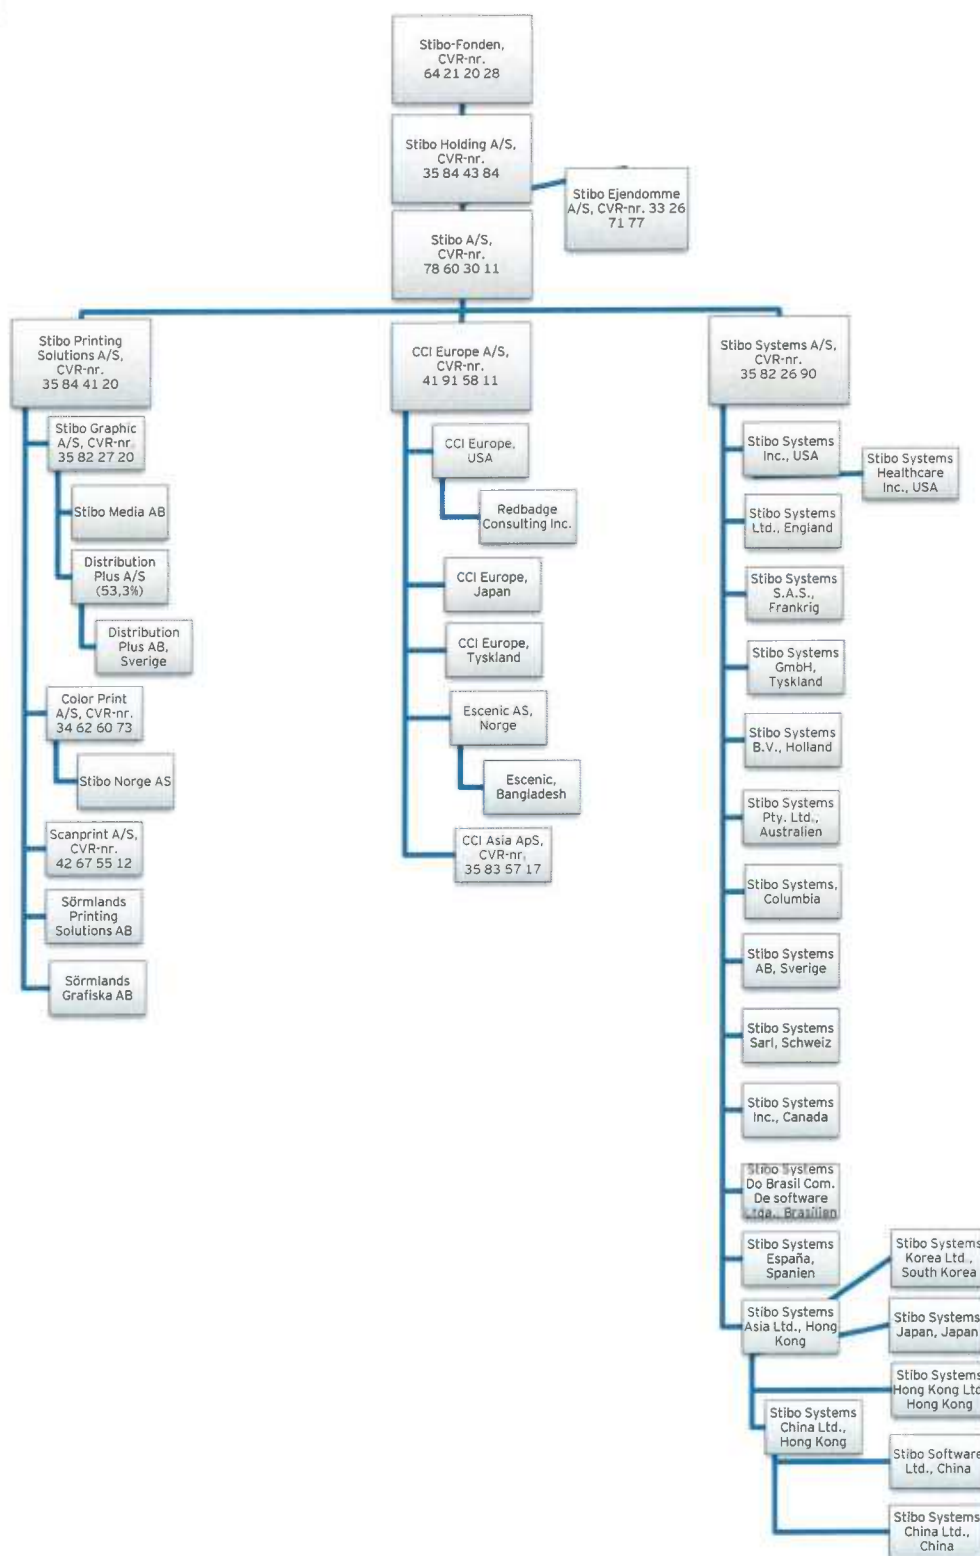 Stibo-Fonden,
CVR-nr.
64 21 20 28
Stibo Holding A/S,
CVR-nr.
35 84 43 84
Stibo Ejendomme
A/S, CVR-nr. 33 26
71 77
Stibo A/S,
CVR-nr.
78 60 30 11
Stibo Printing
Solutions A/S,
CVR-nr.
35 84 41 20
Stibo Graphic
A/S, CVR-nr.
35 82 27 20
Stibo Media AB
Distribution
Plus A/S
(53,3%)
Distribution
Plus AB,
Sverige
Color Print
A/S, CVR-nr.
34 62 60 73
Stibo Norge AS
Scanprint A/S,
CVR-nr.
42 67 55 12
Sörmlands
Printing
Solutions AB
Sörmlands
Grafiska AB
CCI Europe A/S,
CVR-nr.
41 91 58 11
CCI Europe,
USA
Redbadge
Consulting Inc.
CCI Europe,
Japan
CCI Europe,
Tyskland
Escenic AS,
Norge
Escenic,
Bangladesh
CCI Asia ApS,
CVR-nr.
35 83 57 17
Stibo Systems A/S,
CVR-nr.
35 82 26 90
Stibo Systems
Inc., USA
Stibo Systems
Healthcare
Inc., USA
Stibo Systems
Ltd., England
Stibo Systems
S.A.S.,
Frankrig
Stibo Systems
GmbH,
Tyskland
Stibo Systems
B.V., Holland
Stibo Systems
Pty. Ltd.,
Australien
Stibo Systems,
Columbia
Stibo Systems
AB, Sverige
Stibo Systems
Sarl, Schweiz
Stibo Systems
Inc., Canada
Stibo Systems
Do Brasil Com.
De software
Ltda., Brasilien
Stibo Systems
España,
Spanien
Stibo Systems
Asia Ltd., Hong
Kong
Stibo Systems
Korea Ltd.,
South Korea
Stibo Systems
Japan, Japan
Stibo Systems
Hong Kong Ltd
Hong Kong
Stibo Systems
China Ltd.,
Hong Kong
Stibo Software
Ltd., China
Stibo Systems
China Ltd.,
China